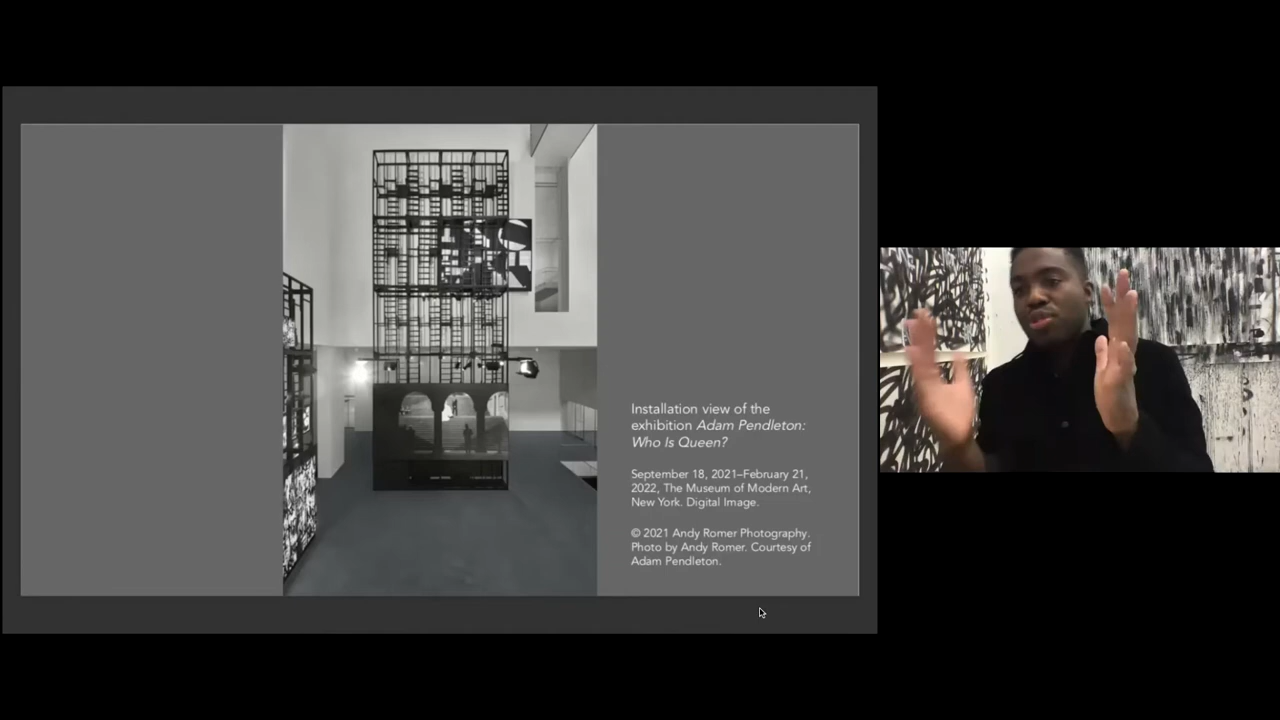 Installation view of the
exhibition Adam Pendleton:
Who Is Queen?
September 18, 2021–February 21,
2022, The Museum of Modern Art,
New York. Digital Image.
© 2021 Andy Romer Photography.
Photo by Andy Romer. Courtesy of
Adam Pendleton.